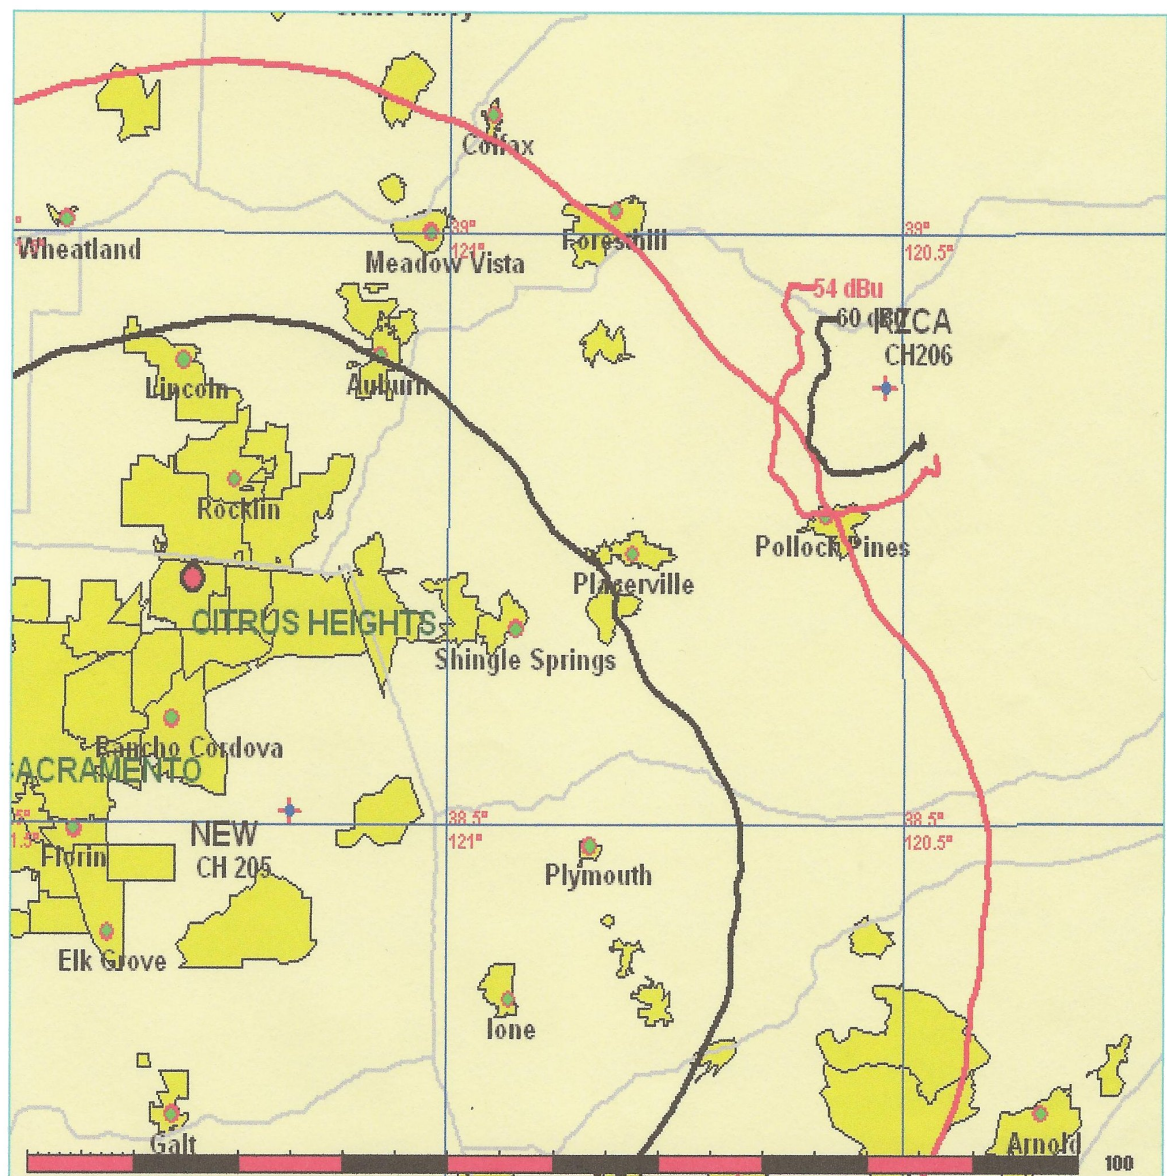 Colfax
39°
121°
39°
120.5°
Wheatland
Meadow Vista
Foresthill
54 dBu
60 dBu
KZCA
CH206
Lincoln
Auburn
Rocklin
Pollock Pines
Placerville
CITRUS HEIGHTS
Shingle Springs
Rancho Cordova
SACRAMENTO
NEW
CH 205
38.5°
121°
38.5°
120.5°
Florin
Plymouth
Elk Grove
Ione
Galt
Arnold
100